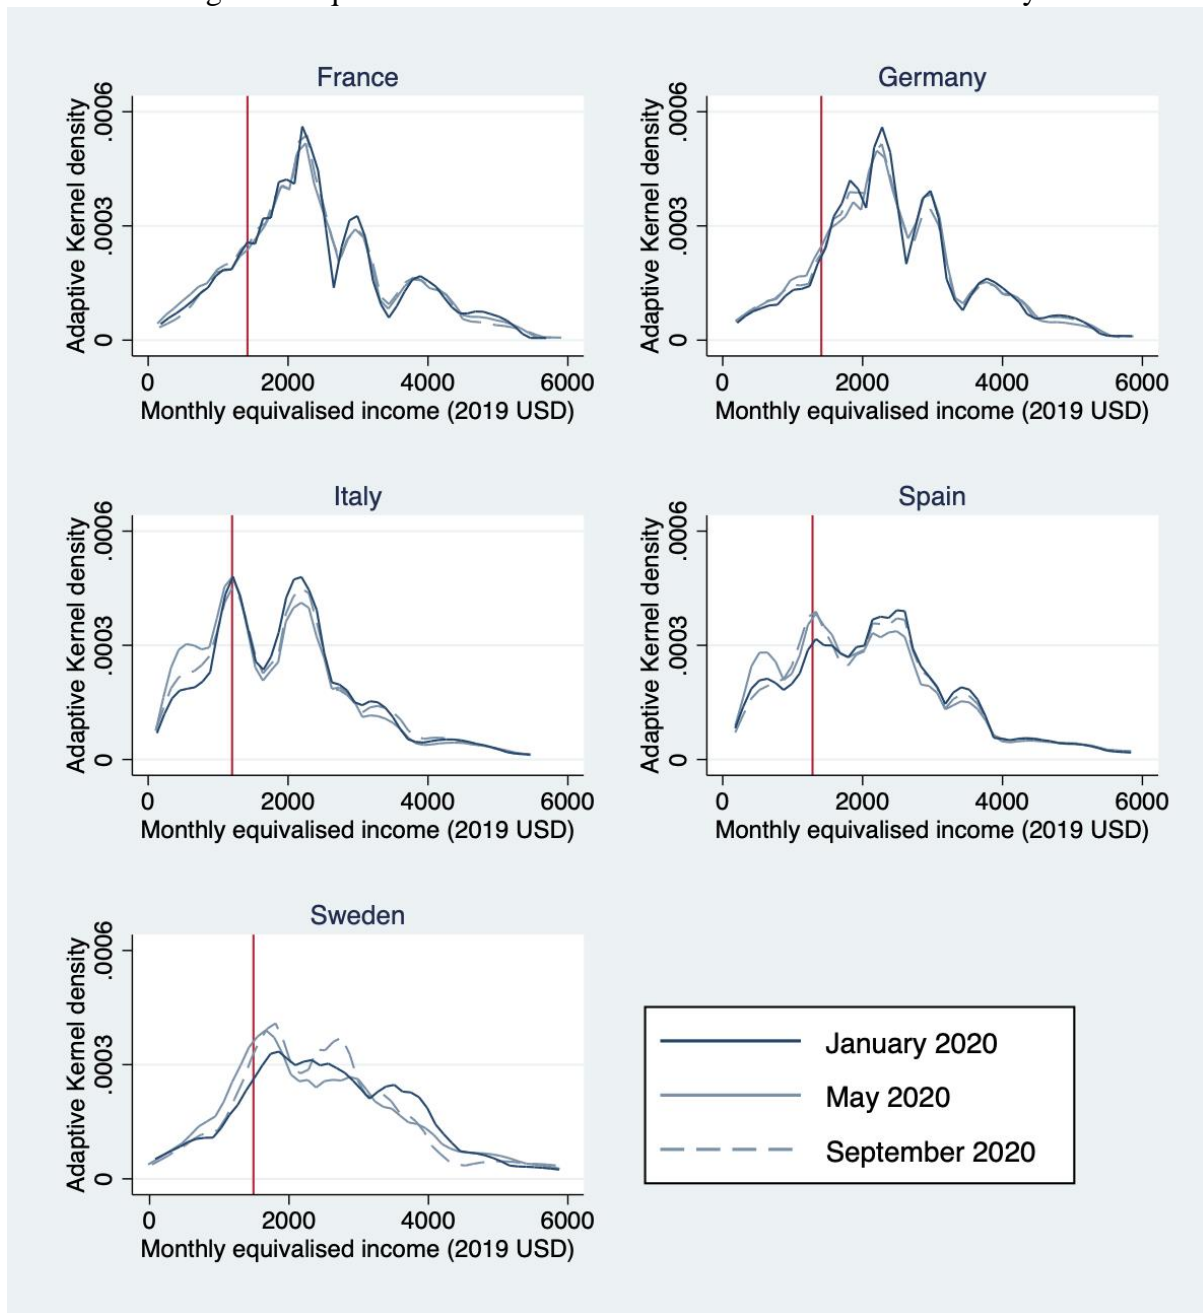 France
Germany
Adaptive Kernel density
0 .0003 .0006
Adaptive Kernel density
0 .0003 .0006
0 2000 4000 6000
0 2000 4000 6000
Monthly equivalised income (2019 USD)
Monthly equivalised income (2019 USD)
Italy
Spain
Adaptive Kernel density
0 .0003 .0006
Adaptive Kernel density
0 .0003 .0006
0 2000 4000 6000
0 2000 4000 6000
Monthly equivalised income (2019 USD)
Monthly equivalised income (2019 USD)
Sweden
Adaptive Kernel density
0 .0003 .0006
0 2000 4000 6000
Monthly equivalised income (2019 USD)
January 2020
May 2020
September 2020